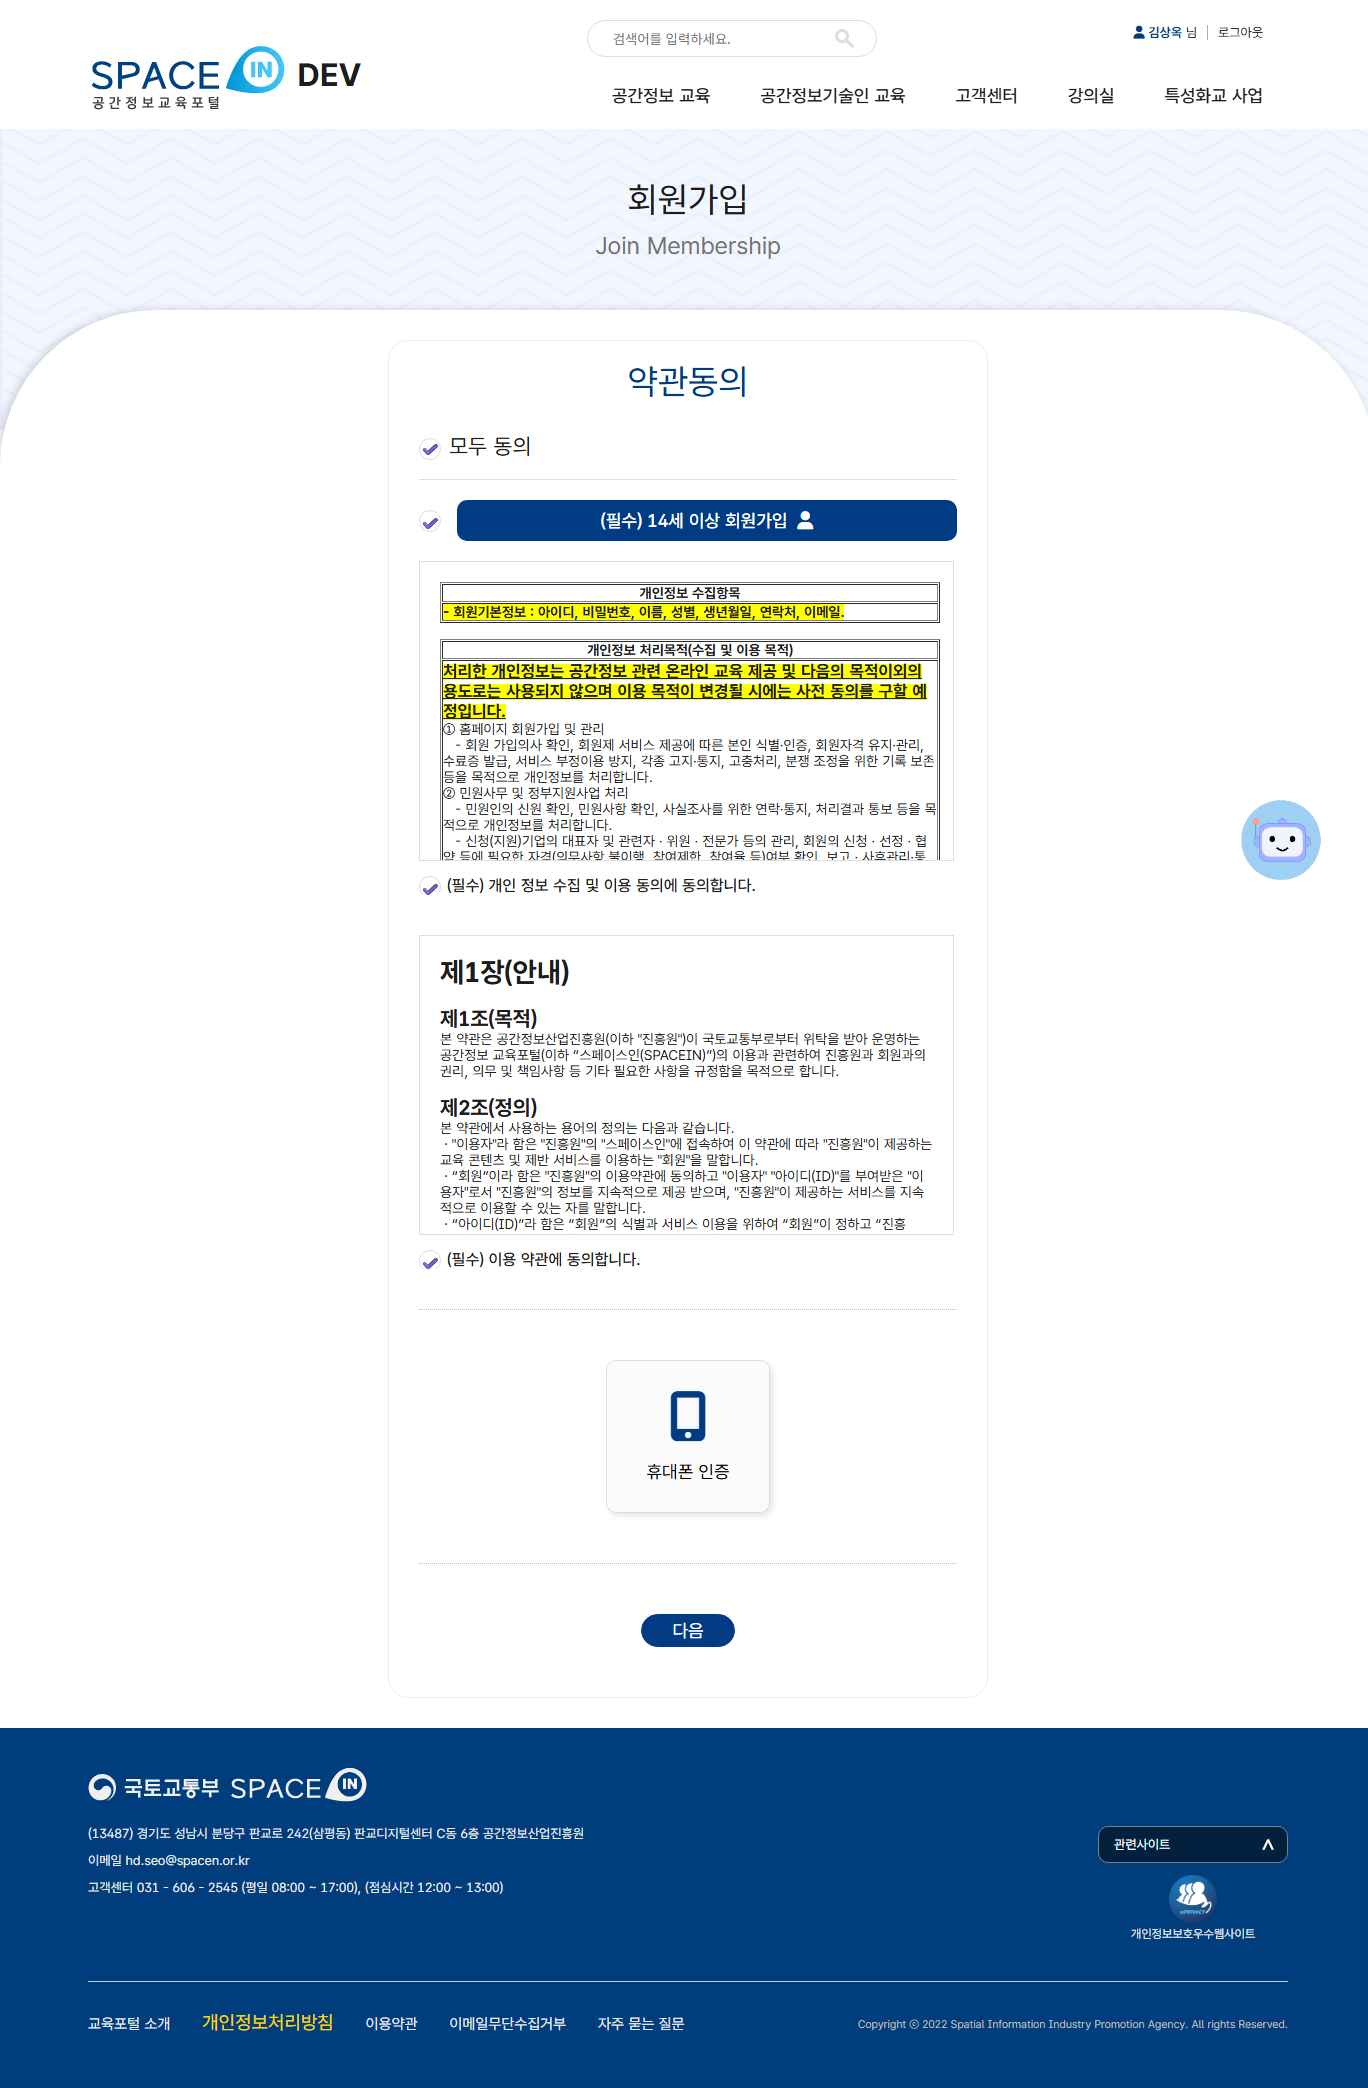 검색어를 입력하세요.
김상옥 님
로그아웃
SPACE IN DEV
공간정보교육포털
공간정보 교육
공간정보기술인 교육
고객센터
강의실
특성화교 사업
회원가입
Join Membership
약관동의
모두 동의
(필수) 14세 이상 회원가입
개인정보 수집항목
- 회원기본정보 : 아이디, 비밀번호, 이름, 성별, 생년월일, 연락처, 이메일.
개인정보 처리목적(수집 및 이용 목적)
처리한 개인정보는 공간정보 관련 온라인 교육 제공 및 다음의 목적이외의
용도로는 사용되지 않으며 이용 목적이 변경될 시에는 사전 동의를 구할 예
정입니다.
① 홈페이지 회원가입 및 관리
- 회원 가입의사 확인, 회원제 서비스 제공에 따른 본인 식별·인증, 회원자격 유지·관리,
수료증 발급, 서비스 부정이용 방지, 각종 고지·통지, 고충처리, 분쟁 조정을 위한 기록 보존
등을 목적으로 개인정보를 처리합니다.
② 민원사무 및 정부지원사업 처리
- 민원인의 신원 확인, 민원사항 확인, 사실조사를 위한 연락·통지, 처리결과 통보 등을 목
적으로 개인정보를 처리합니다.
- 신청(지원)기업의 대표자 및 관련자 · 위원 · 전문가 등의 관리, 회원의 신청 · 선정 · 협
약 등에 필요한 자격(의무사항 불이행, 참여제한, 참여율 등)여부 확인, 보고 · 사후관리·통
(필수) 개인 정보 수집 및 이용 동의에 동의합니다.
제1장(안내)
제1조(목적)
본 약관은 공간정보산업진흥원(이하 "진흥원")이 국토교통부로부터 위탁을 받아 운영하는
공간정보 교육포털(이하 “스페이스인(SPACEIN)”)의 이용과 관련하여 진흥원과 회원과의
권리, 의무 및 책임사항 등 기타 필요한 사항을 규정함을 목적으로 합니다.
제2조(정의)
본 약관에서 사용하는 용어의 정의는 다음과 같습니다.
· "이용자"라 함은 "진흥원"의 "스페이스인"에 접속하여 이 약관에 따라 "진흥원"이 제공하는
교육 콘텐츠 및 제반 서비스를 이용하는 "회원"을 말합니다.
· “회원”이라 함은 "진흥원"의 이용약관에 동의하고 "이용자" "아이디(ID)"를 부여받은 "이
용자"로서 "진흥원"의 정보를 지속적으로 제공 받으며, "진흥원"이 제공하는 서비스를 지속
적으로 이용할 수 있는 자를 말합니다.
· “아이디(ID)”라 함은 “회원”의 식별과 서비스 이용을 위하여 “회원”이 정하고 “진흥
(필수) 이용 약관에 동의합니다.
휴대폰 인증
다음
국토교통부 SPACE IN
(13487) 경기도 성남시 분당구 판교로 242(삼평동) 판교디지털센터 C동 6층 공간정보산업진흥원
이메일 hd.seo@spacen.or.kr
고객센터 031 - 606 - 2545 (평일 08:00 ~ 17:00), (점심시간 12:00 ~ 13:00)
관련사이트
ePRIVACY
개인정보보호우수웹사이트
교육포털 소개
개인정보처리방침
이용약관
이메일무단수집거부
자주 묻는 질문
Copyright ⓒ 2022 Spatial Information Industry Promotion Agency. All rights Reserved.